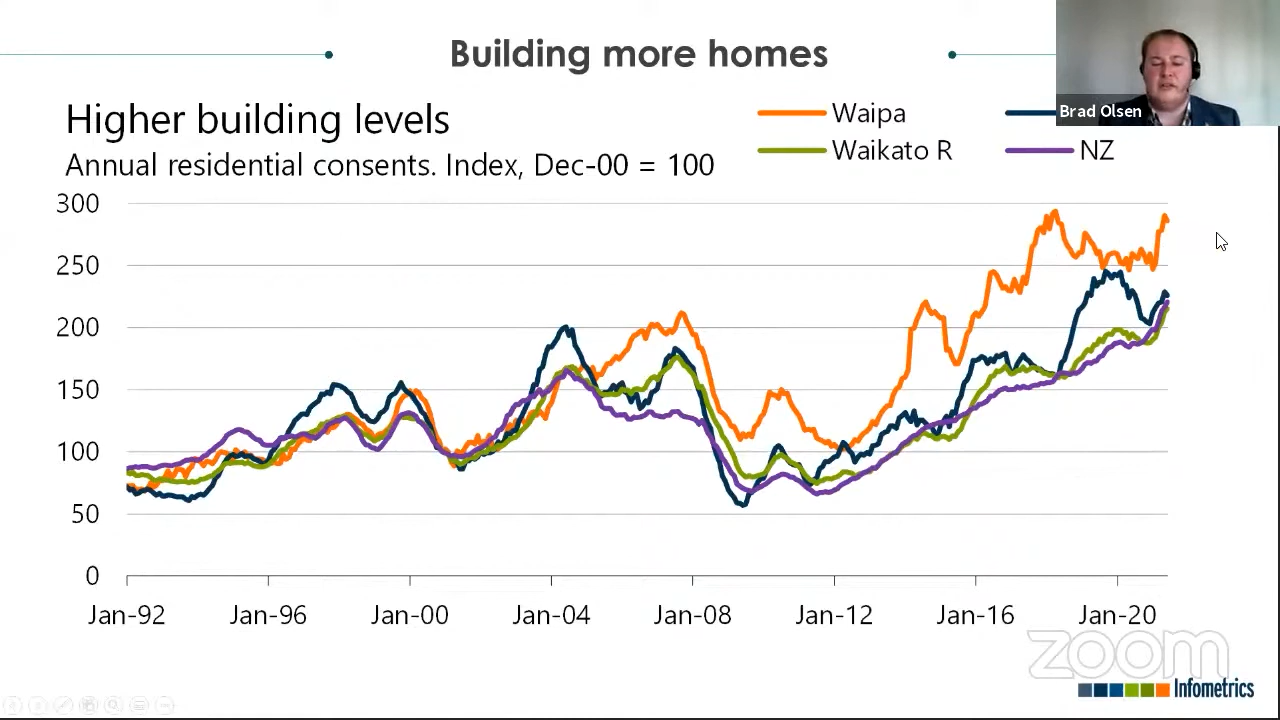 Building more homes
Brad Olsen
Higher building levels
Waipa
Annual residential consents. Index, Dec-00 = 100
Waikato R
NZ
300
250
200
150
100
50
0
Jan-92 Jan-96 Jan-00 Jan-04 Jan-08 Jan-12 Jan-16 Jan-20
zoom
Infometrics